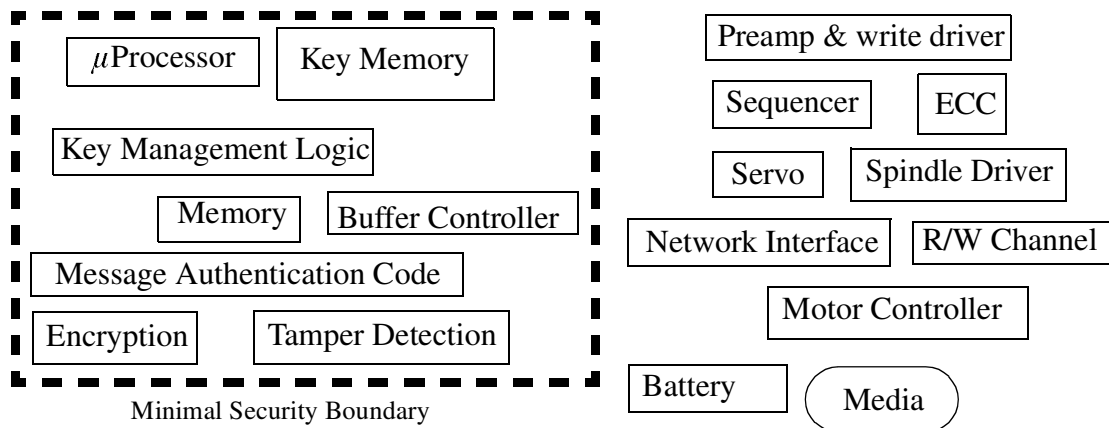 µProcessor
Key Memory
Key Management Logic
Memory
Buffer Controller
Message Authentication Code
Encryption
Tamper Detection
Minimal Security Boundary
Preamp & write driver
Sequencer
ECC
Servo
Spindle Driver
Network Interface
R/W Channel
Motor Controller
Battery
Media